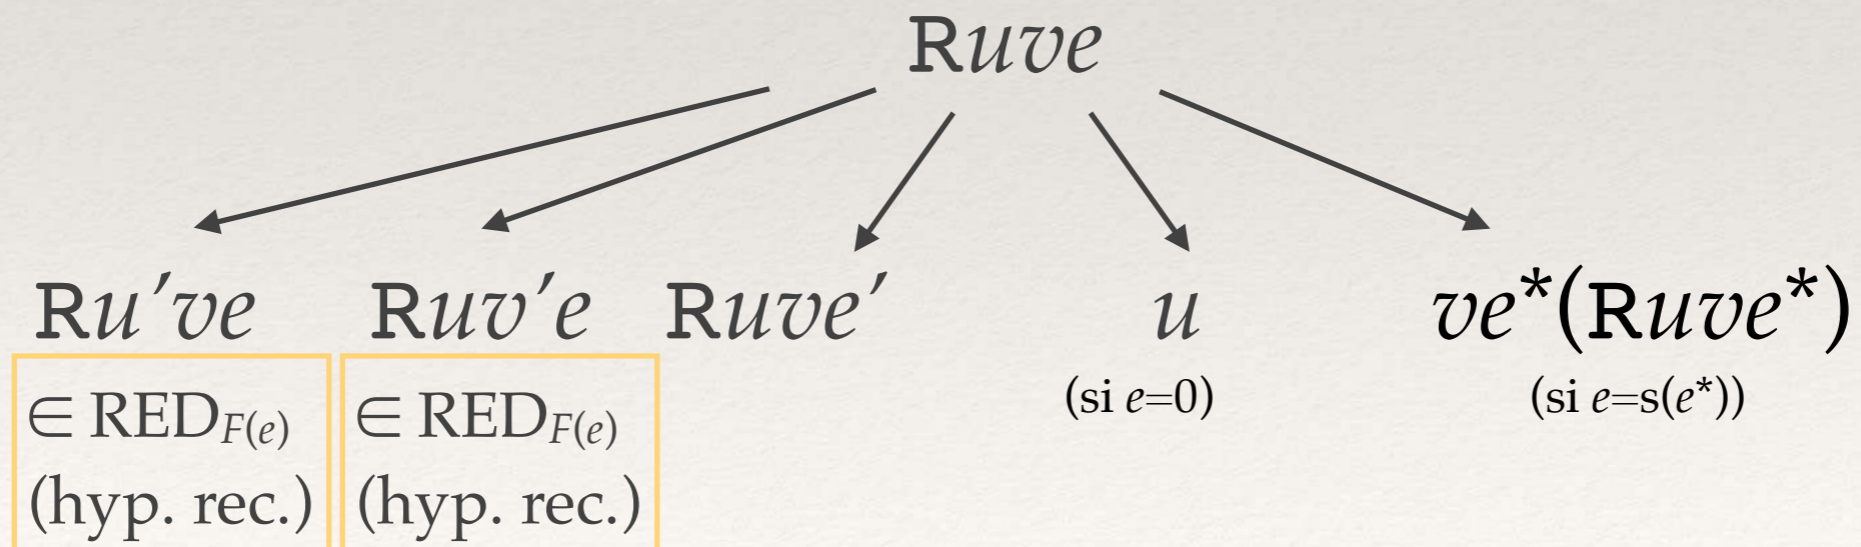 Ruve
Ru′ve Ruv′e Ruve′ u ve*(Ruve*)
∈ RED_F(e) ∈ RED_F(e) (si e=0) (si e=s(e*))
(hyp. rec.) (hyp. rec.)